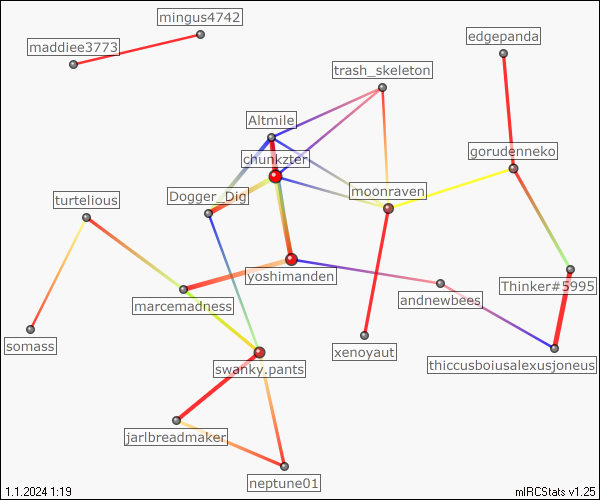 mingus4742
maddiee3773
edgepanda
trash_skeleton
Altmile
chunkzter
gorudenneko
moonraven
Dogger_Dig
turtelious
yoshimanden
Thinker#5995
andnewbees
marcemadness
somass
xenoyaut
thiccusboiusalexusjoneus
swanky.pants
jarlbreadmaker
neptune01
1.1.2024 1:19
mIRCStats v1.25